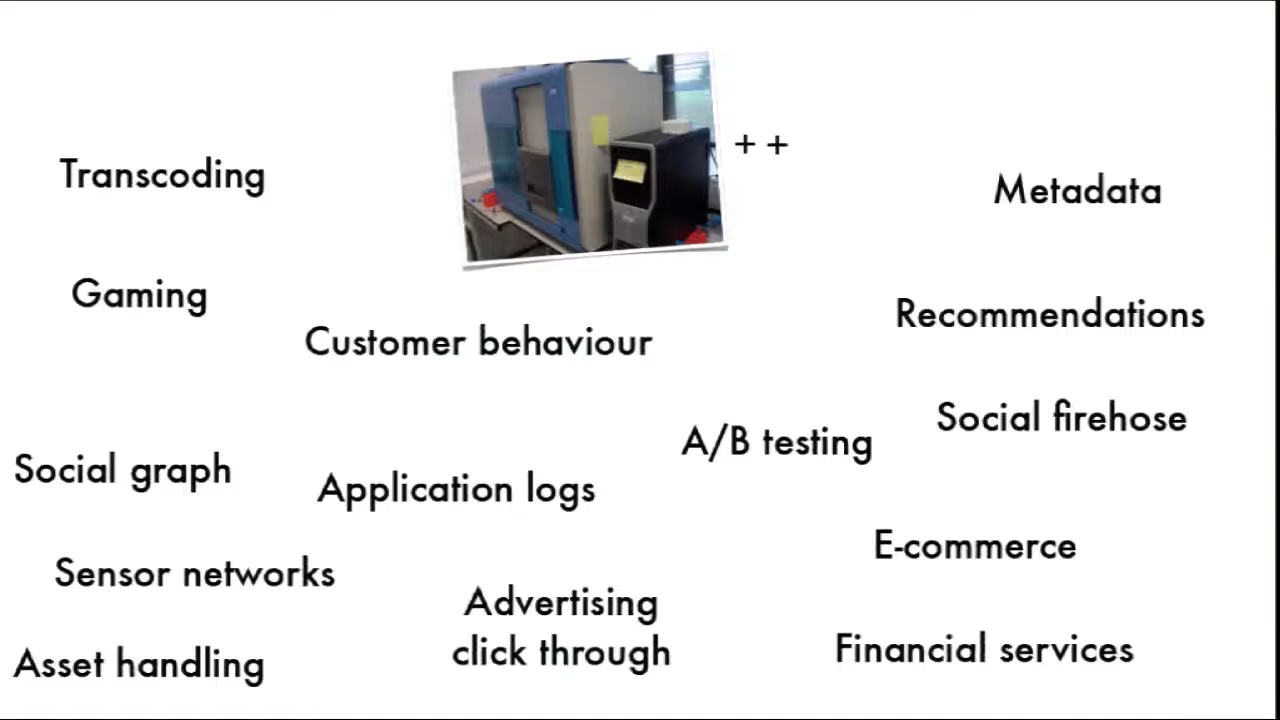 + +
Transcoding
Metadata
Gaming
Recommendations
Customer behaviour
Social firehose
A/B testing
Social graph
Application logs
E-commerce
Sensor networks
Advertising
click through
Financial services
Asset handling